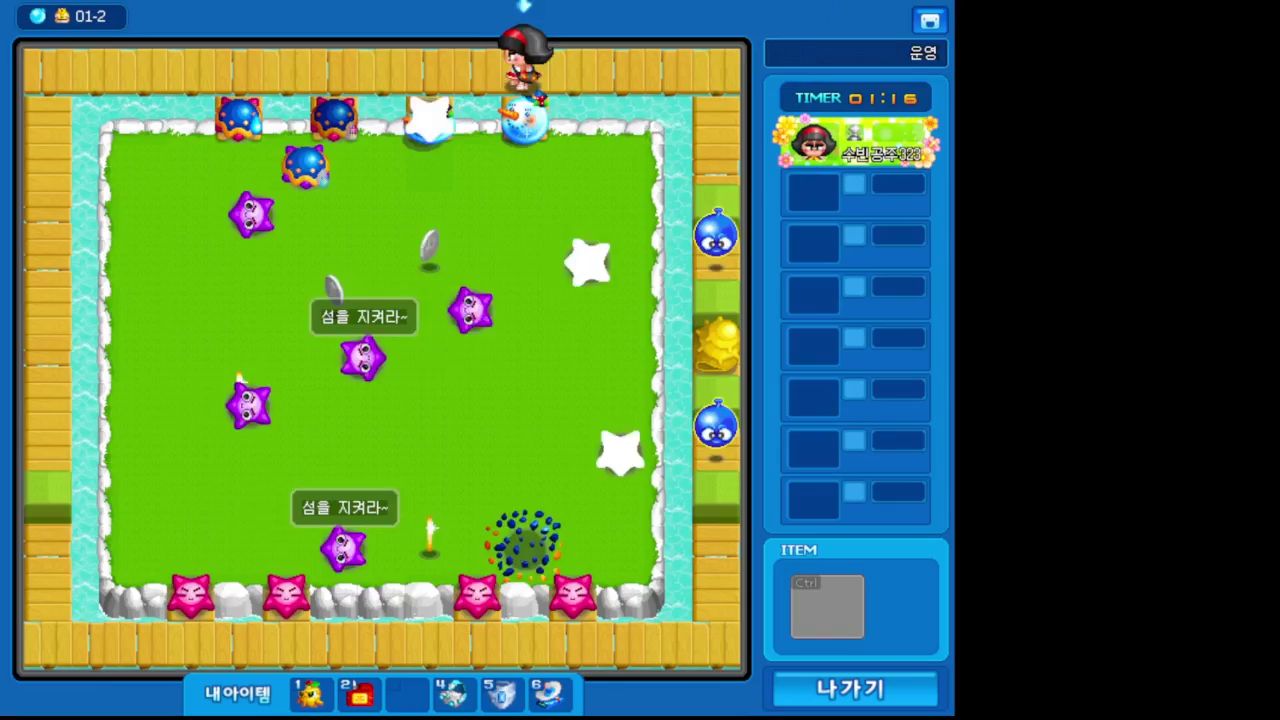 01-2
운영
TIMER 01:16
수빈공주023
섬을 지켜라~
섬을 지켜라~
ITEM
Ctrl
내아이템 1 2 4 5 6
나가기